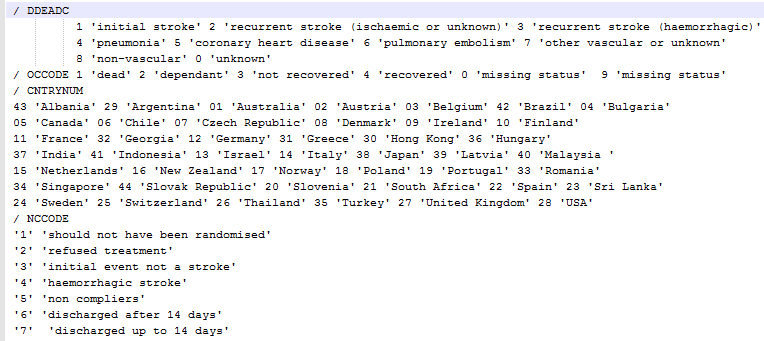 / DDEADC
1 'initial stroke' 2 'recurrent stroke (ischaemic or unknown)' 3 'recurrent stroke (haemorrhagic)'
4 'pneumonia' 5 'coronary heart disease' 6 'pulmonary embolism' 7 'other vascular or unknown'
8 'non-vascular' 0 'unknown'
/ OCCODE 1 'dead' 2 'dependant' 3 'not recovered' 4 'recovered' 0 'missing status'  9 'missing status'
/ CNTRYNUM
43 'Albania' 29 'Argentina' 01 'Australia' 02 'Austria' 03 'Belgium' 42 'Brazil' 04 'Bulgaria'
05 'Canada' 06 'Chile' 07 'Czech Republic' 08 'Denmark' 09 'Ireland' 10 'Finland'
11 'France' 32 'Georgia' 12 'Germany' 31 'Greece' 30 'Hong Kong' 36 'Hungary'
37 'India' 41 'Indonesia' 13 'Israel' 14 'Italy' 38 'Japan' 39 'Latvia' 40 'Malaysia '
15 'Netherlands' 16 'New Zealand' 17 'Norway' 18 'Poland' 19 'Portugal' 33 'Romania'
34 'Singapore' 44 'Slovak Republic' 20 'Slovenia' 21 'South Africa' 22 'Spain' 23 'Sri Lanka'
24 'Sweden' 25 'Switzerland' 26 'Thailand' 35 'Turkey' 27 'United Kingdom' 28 'USA'
/ NCCODE
'1' 'should not have been randomised'
'2' 'refused treatment'
'3' 'initial event not a stroke'
'4' 'haemorrhagic stroke'
'5' 'non compliers'
'6' 'discharged after 14 days'
'7'  'discharged up to 14 days'